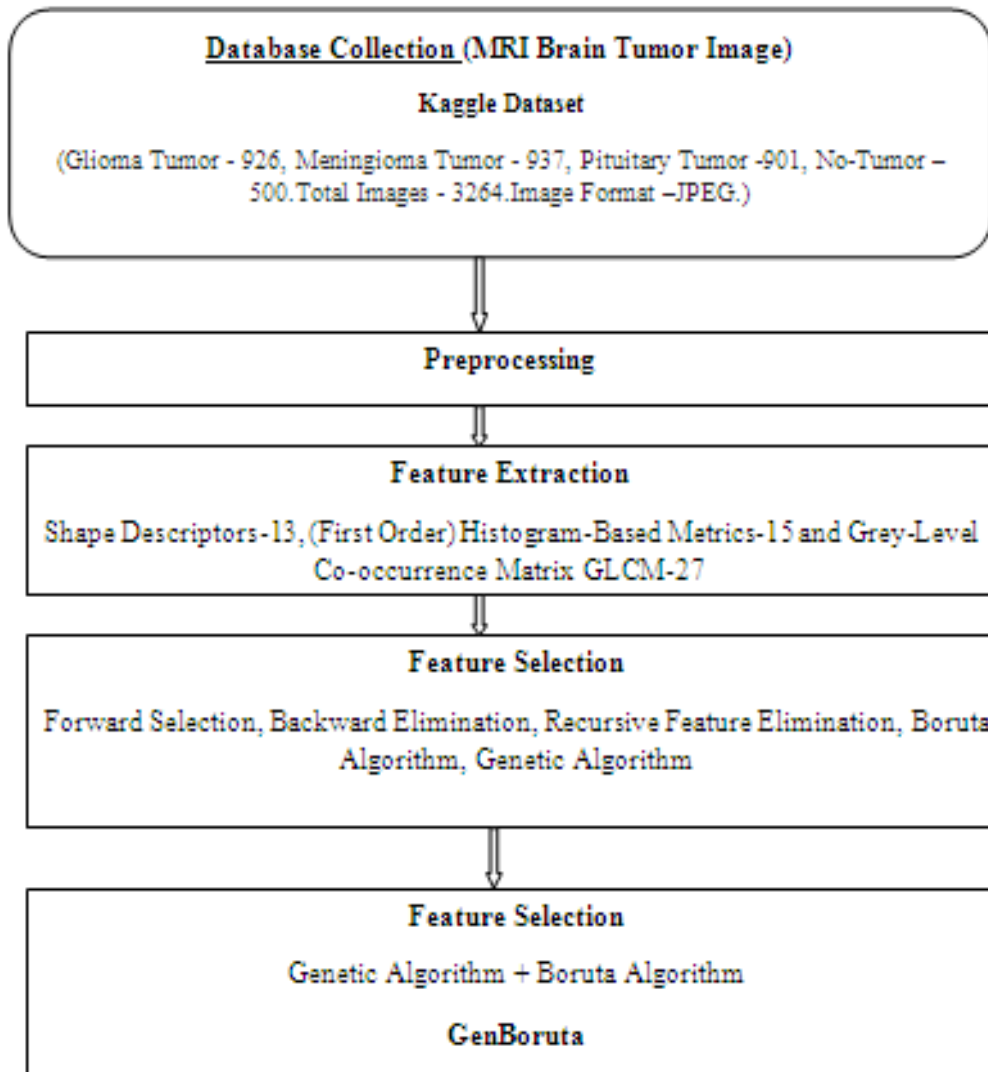 Database Collection (MRI Brain Tumor Image)
Kaggle Dataset
(Glioma Tumor - 926, Meningioma Tumor - 937, Pituitary Tumor -901, No-Tumor –
500.Total Images - 3264.Image Format –JPEG.)
Preprocessing
Feature Extraction
Shape Descriptors-13, (First Order) Histogram-Based Metrics-15 and Grey-Level
Co-occurrence Matrix GLCM-27
Feature Selection
Forward Selection, Backward Elimination, Recursive Feature Elimination, Boruta
Algorithm, Genetic Algorithm
Feature Selection
Genetic Algorithm + Boruta Algorithm
GenBoruta